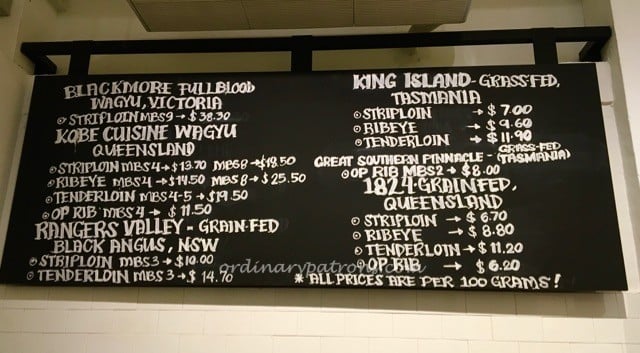 BLACKMORE FULLBLOOD
WAGYU, VICTORIA
STRIPLOIN MBS9 → $38.30
KOBE CUISINE WAGYU
QUEENSLAND
STRIPLOIN MBS4 → $13.70 MBS8 → $19.50
RIBEYE MBS4 → $14.50 MBS8 → $25.50
TENDERLOIN MBS4-5 → $19.50
OP RIB MBS4 → $11.50
RANGERS VALLEY - GRAIN-FED
BLACK ANGUS, NSW
STRIPLOIN MBS3 → $10.00
TENDERLOIN MBS3 → $14.70
KING ISLAND - GRASS-FED,
TASMANIA
STRIPLOIN → $7.00
RIBEYE → $9.60
TENDERLOIN → $11.90
GREAT SOUTHERN PINNACLE - GRASS-FED (TASMANIA)
OP RIB MBS2 → $8.00
1824 - GRAINFED,
QUEENSLAND
STRIPLOIN → $6.70
RIBEYE → $8.80
TENDERLOIN → $11.20
OP RIB → $6.20
* ALL PRICES ARE PER 100 GRAMS!